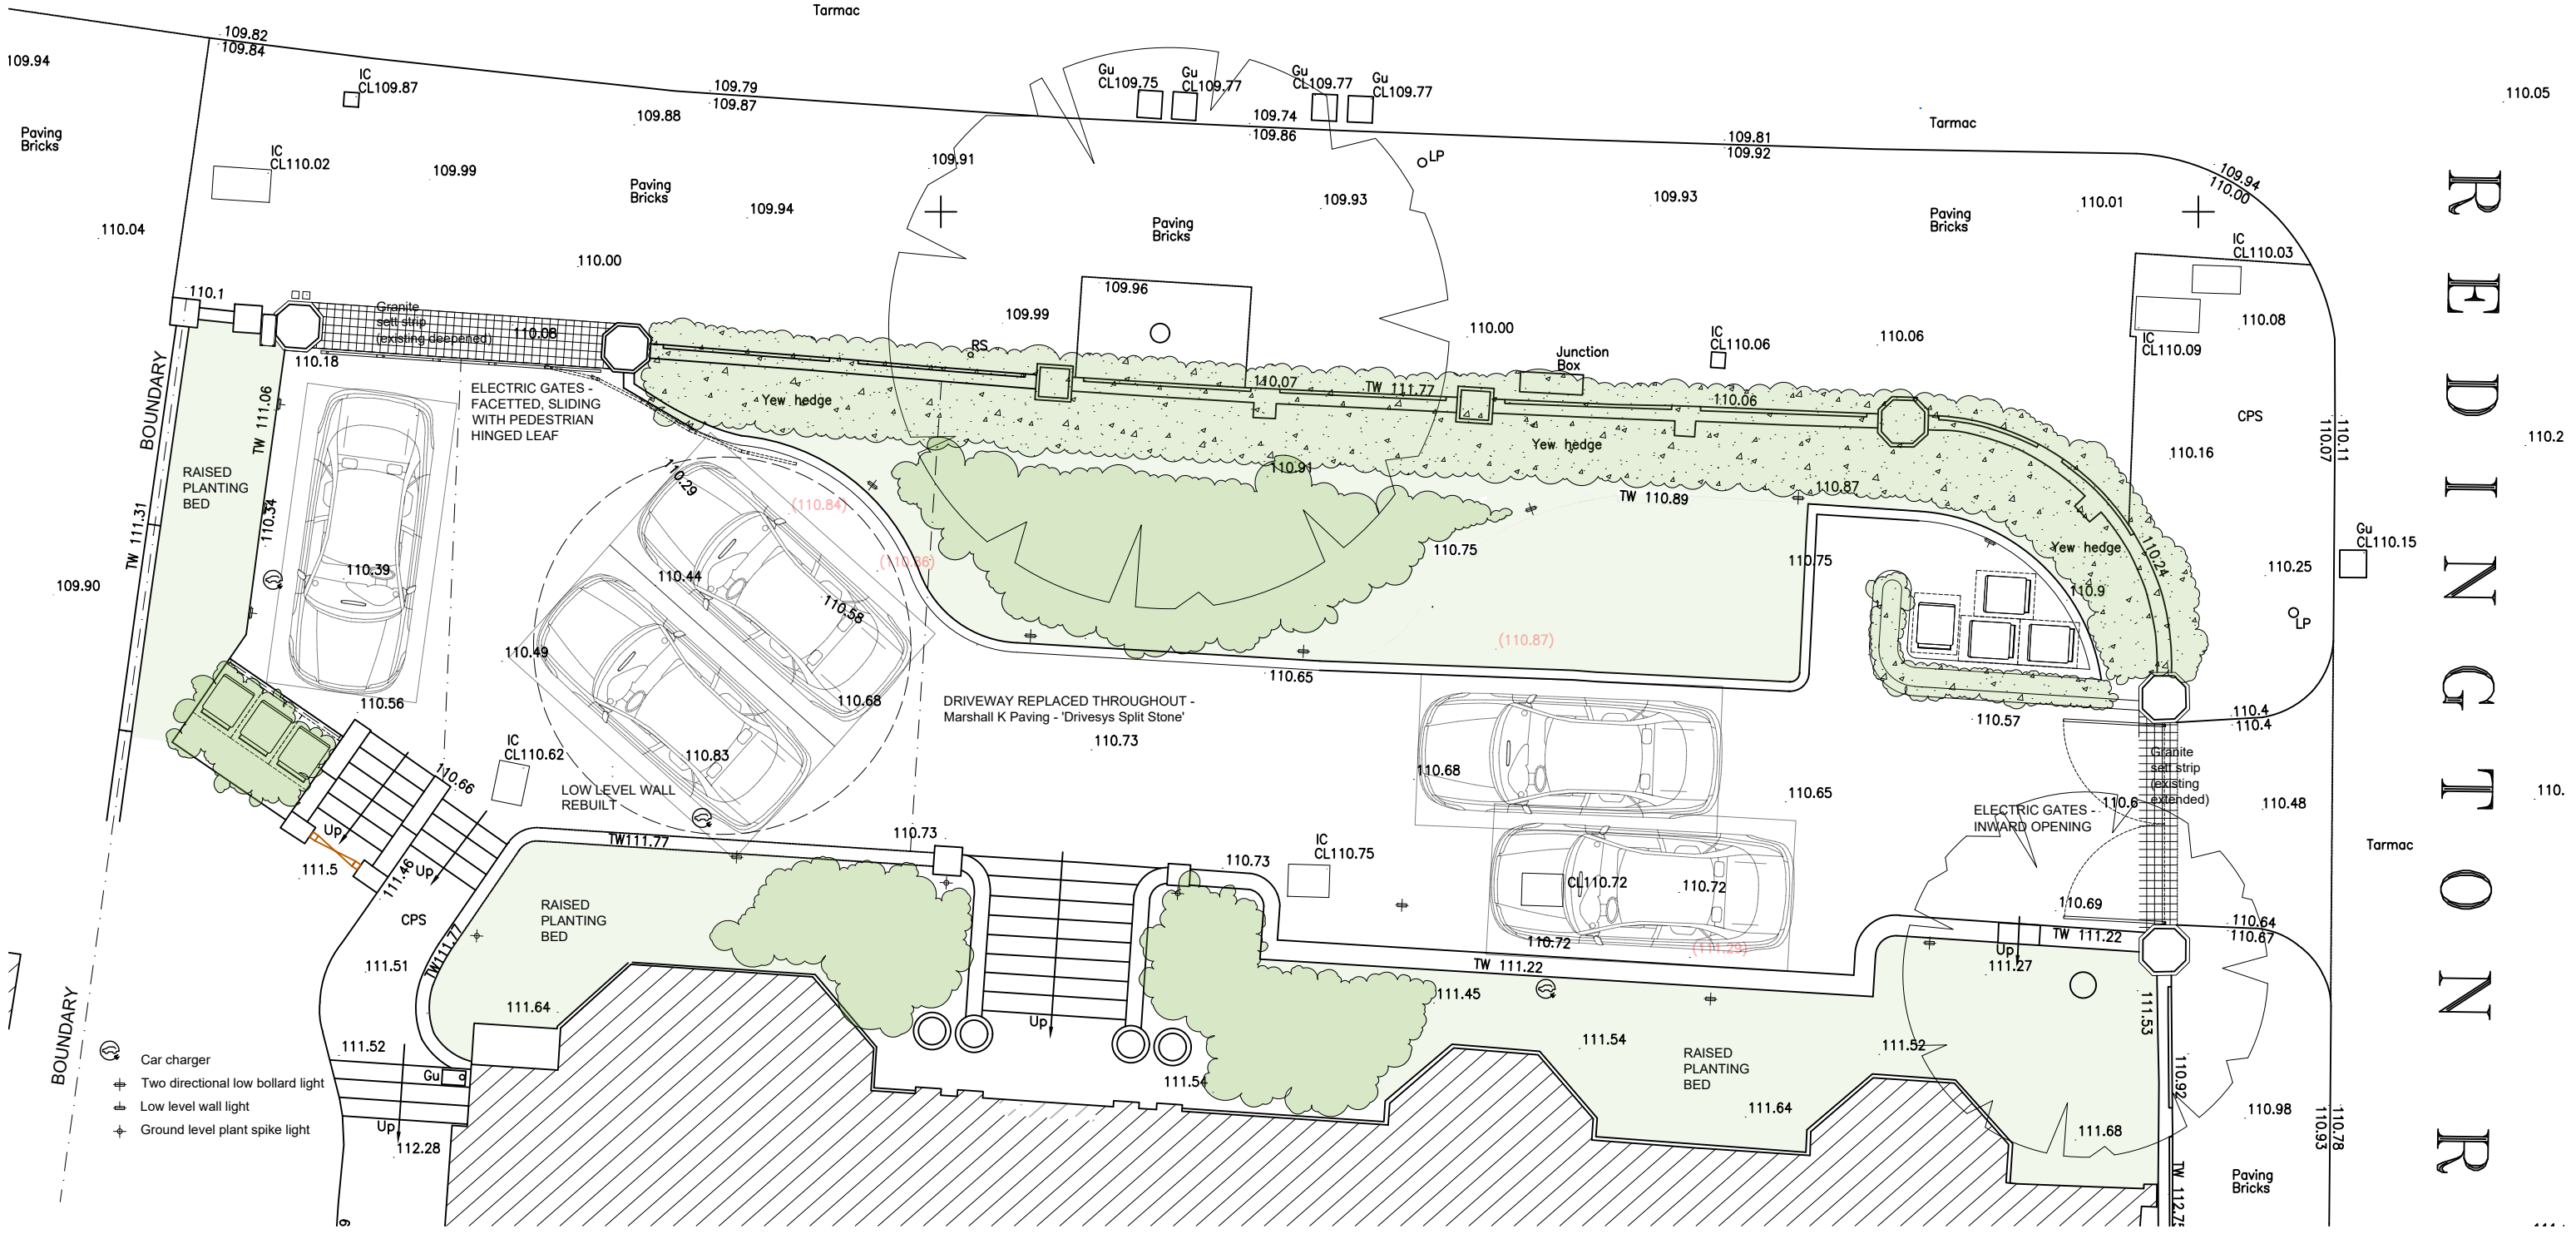 Tarmac
109.82
109.84
109.94
IC
CL109.87
109.79
109.87
109.88
Gu
CL109.75
Gu
CL109.77
Gu
CL109.77
Gu
CL109.77
109.74
109.86
Tarmac
109.81
109.92
110.05
Paving
Bricks
IC
CL110.02
109.99
Paving
Bricks
109.94
109.91
LP
109.93
109.93
Paving
Bricks
Paving
Bricks
110.01
109.94
110.00
110.04
110.00
IC
CL110.03
110.1
109.96
109.99
110.08
IC
CL110.09
Granite
sett strip
(existing deepened)
110.08
110.18
RS
110.00
Junction
Box
IC
CL110.06
110.06
BOUNDARY
TW 111.06
ELECTRIC GATES -
FACETTED, SLIDING
WITH PEDESTRIAN
HINGED LEAF
Yew hedge
110.07
TW 111.77
110.06
CPS
110.11
110.07
110.2
RAISED
PLANTING
BED
110.29
110.91
Yew hedge
110.16
TW 111.31
110.34
(110.84)
TW 110.89
110.87
(110.86)
110.75
110.75
Yew hedge
110.24
Gu
CL110.15
109.90
110.39
110.44
110.58
110.25
110.9
LP
110.49
(110.87)
110.56
110.68
110.65
DRIVEWAY REPLACED THROUGHOUT -
Marshall K Paving - 'Drivesys Split Stone'
110.73
110.57
110.4
110.4
IC
CL110.62
110.66
110.83
LOW LEVEL WALL
REBUILT
110.68
110.65
Granite
sett strip
(existing
extended)
110.6
110.48
110.
ELECTRIC GATES -
INWARD OPENING
Up
TW111.77
110.73
110.73
IC
CL110.75
Tarmac
111.5
111.46
Up
CL110.72
110.72
110.69
CPS
RAISED
PLANTING
BED
110.64
110.67
TW 111.22
Up
111.27
110.72
(111.29)
TW111.77
111.51
TW 111.22
111.45
111.64
Up
111.53
BOUNDARY
111.52
111.54
RAISED
PLANTING
BED
111.52
Gu
111.54
110.92
111.64
110.98
110.78
110.93
111.68
Car charger
Two directional low bollard light
Low level wall light
Ground level plant spike light
Up
112.28
Paving
Bricks
REDINGTON R